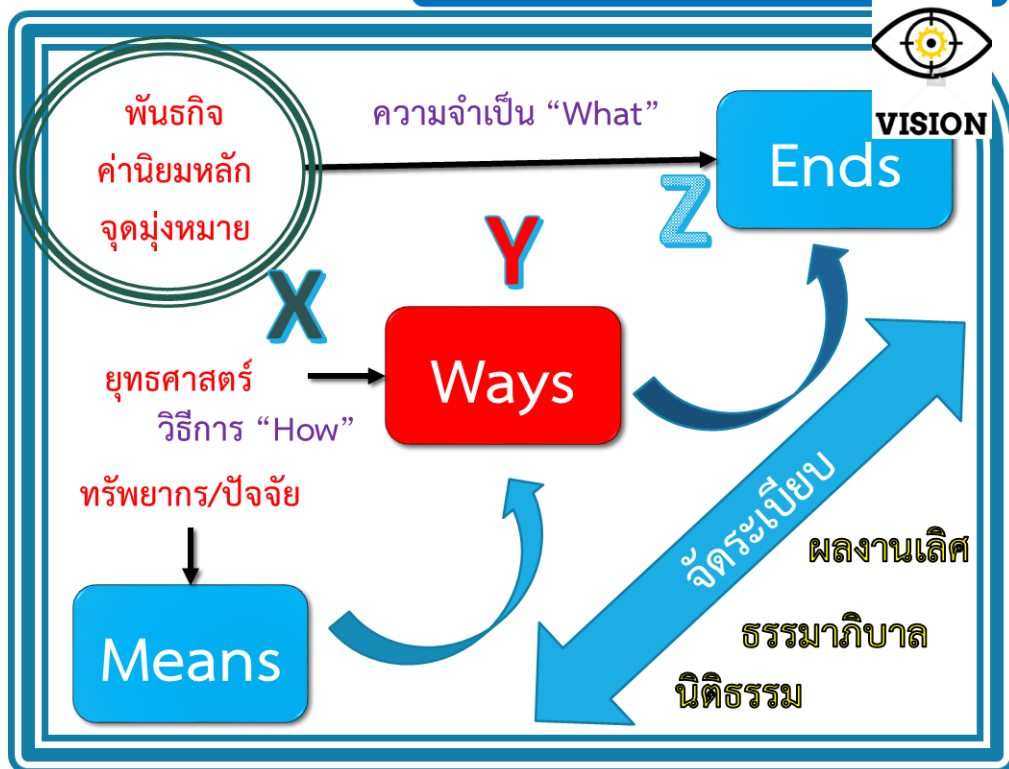 VISION
พันธกิจ
ค่านิยมหลัก
จุดมุ่งหมาย
ความจำเป็น “What”
Ends
X
Y
Z
ยุทธศาสตร์
วิธีการ “How”
Ways
ทรัพยากร/ปัจจัย
Means
จัดระเบียบ
ผลงานเลิศ
ธรรมาภิบาล
นิติธรรม